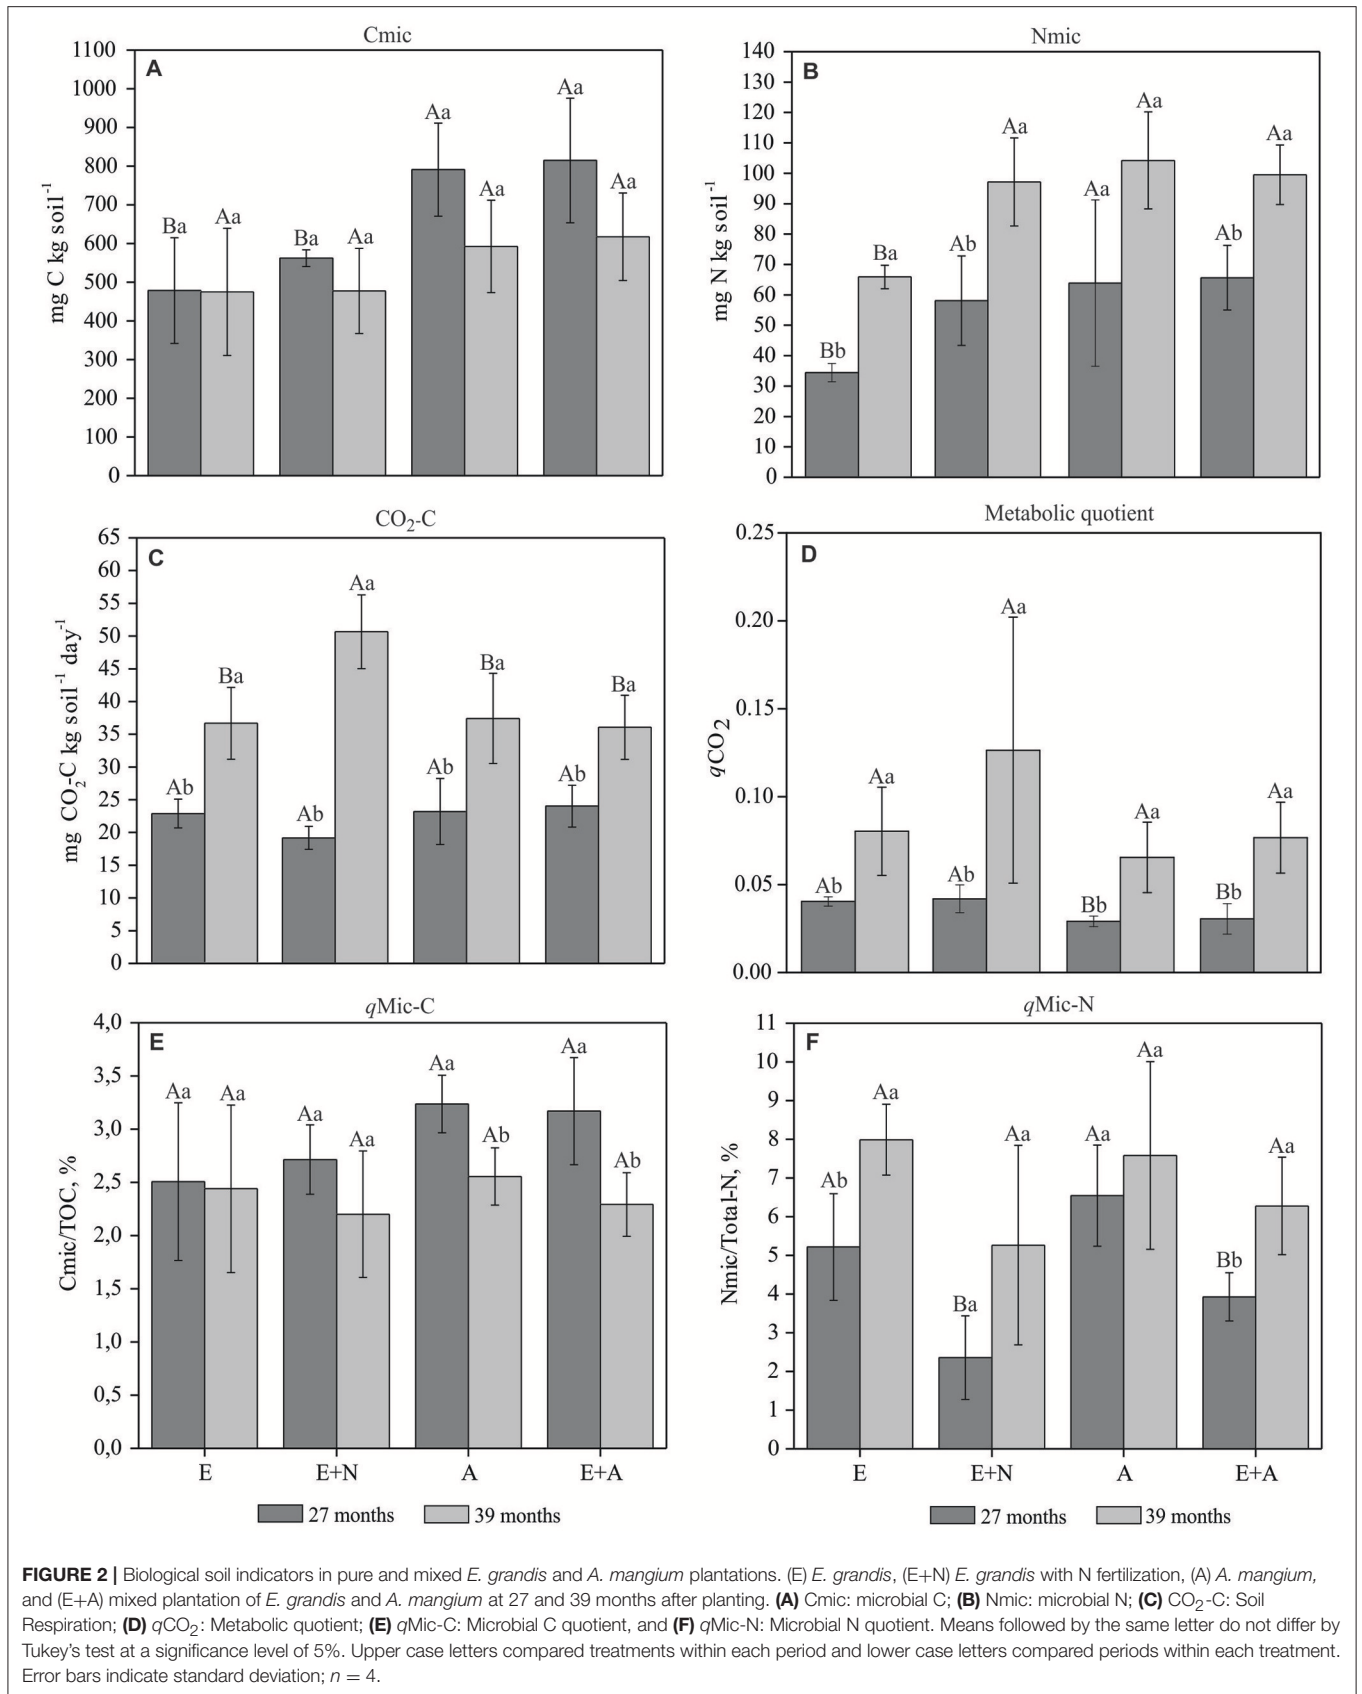 Cmic
A
1100
1000
900
800
700
600
500
400
300
200
100
0
mg C kg soil⁻¹
Ba Aa Ba Aa Aa Aa Aa Aa
Nmic
B
140
130
120
110
100
90
80
70
60
50
40
30
20
10
0
mg N kg soil⁻¹
Bb Ba Ab Aa Aa Aa Ab Aa
CO₂-C
C
65
60
55
50
45
40
35
30
25
20
15
10
5
0
mg CO₂-C kg soil⁻¹ day⁻¹
Ab Ba Ab Aa Ab Ba Ab Ba
Metabolic quotient
D
0.25
0.20
0.15
0.10
0.05
0.00
qCO₂
Ab Aa Ab Aa Bb Aa Bb Aa
qMic-C
E
4,0
3,5
3,0
2,5
2,0
1,5
1,0
0,5
0,0
Cmic/TOC, %
Aa Aa Aa Aa Aa Ab Aa Ab
E E+N A E+A
27 months 39 months
qMic-N
F
11
10
9
8
7
6
5
4
3
2
1
0
Nmic/Total-N, %
Ab Aa Ba Aa Aa Aa Bb Aa
E E+N A E+A
27 months 39 months
FIGURE 2 | Biological soil indicators in pure and mixed E. grandis and A. mangium plantations. (E) E. grandis, (E+N) E. grandis with N fertilization, (A) A. mangium,
and (E+A) mixed plantation of E. grandis and A. mangium at 27 and 39 months after planting. (A) Cmic: microbial C; (B) Nmic: microbial N; (C) CO₂-C: Soil
Respiration; (D) qCO₂: Metabolic quotient; (E) qMic-C: Microbial C quotient, and (F) qMic-N: Microbial N quotient. Means followed by the same letter do not differ by
Tukey's test at a significance level of 5%. Upper case letters compared treatments within each period and lower case letters compared periods within each treatment.
Error bars indicate standard deviation; n = 4.